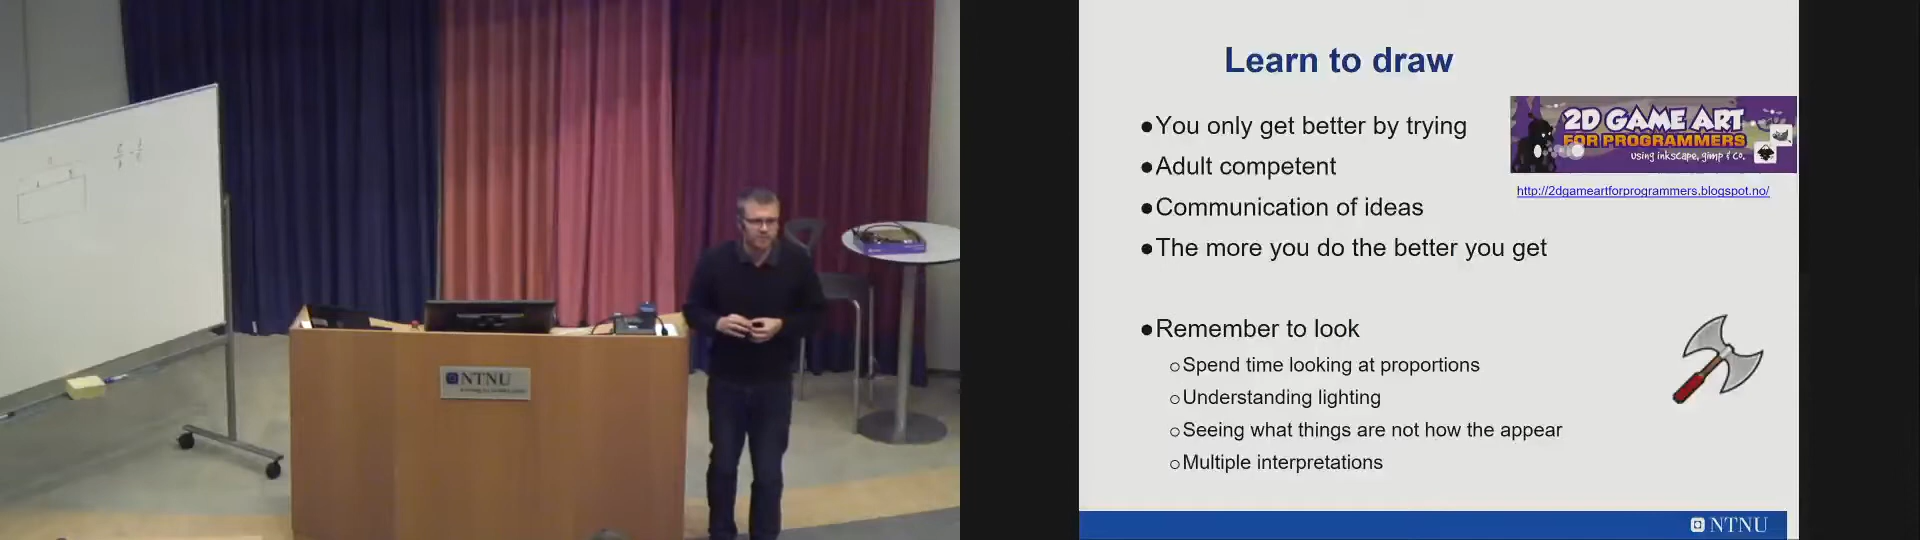 NTNU
Learn to draw
●You only get better by trying
●Adult competent
●Communication of ideas
●The more you do the better you get
2D GAME ART
FOR PROGRAMMERS
using inkscape, gimp & co.
http://2dgameartforprogrammers.blogspot.no/
●Remember to look
○Spend time looking at proportions
○Understanding lighting
○Seeing what things are not how the appear
○Multiple interpretations
NTNU